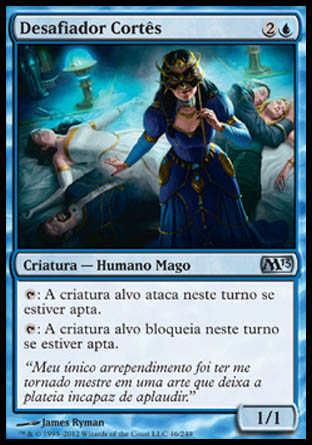 Desafiador Cortês 2
Criatura — Humano Mago M13
: A criatura alvo ataca neste turno se
estiver apta.
: A criatura alvo bloqueia neste turno
se estiver apta.
“Meu único arrependimento foi ter me
tornado mestre em uma arte que deixa a
plateia incapaz de aplaudir.”
James Ryman
™ & © 1993–2012 Wizards of the Coast LLC 46/249
1/1